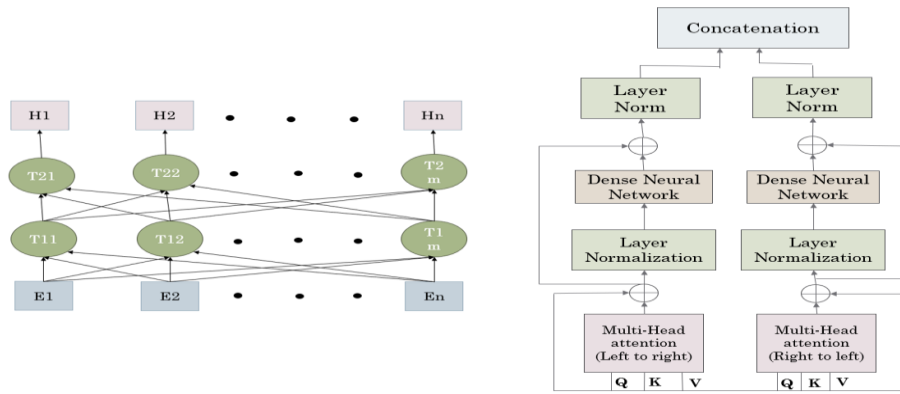 H1 H2 Hn
T21 T22 T2
m
T11 T12 T1
m
E1 E2 En
Concatenation
Layer
Norm
Layer
Norm
Dense Neural
Network
Dense Neural
Network
Layer
Normalization
Layer
Normalization
Multi-Head
attention
(Left to right)
Multi-Head
attention
(Right to left)
Q K V
Q K V